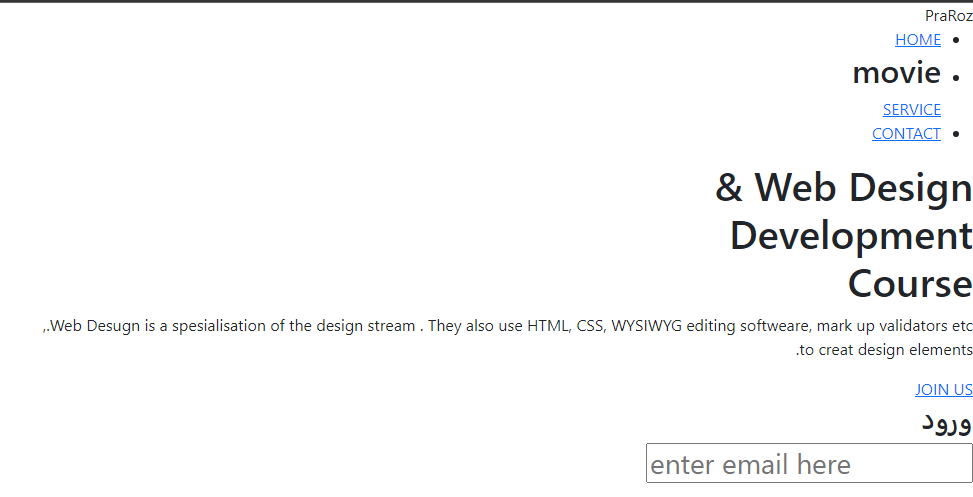 PraRoz
HOME
movie
SERVICE
CONTACT
& Web Design
Development
Course
,.Web Desugn is a spesialisation of the design stream . They also use HTML, CSS, WYSIWYG editing softweare, mark up validators etc
.to creat design elements
JOIN US
ورود
enter email here